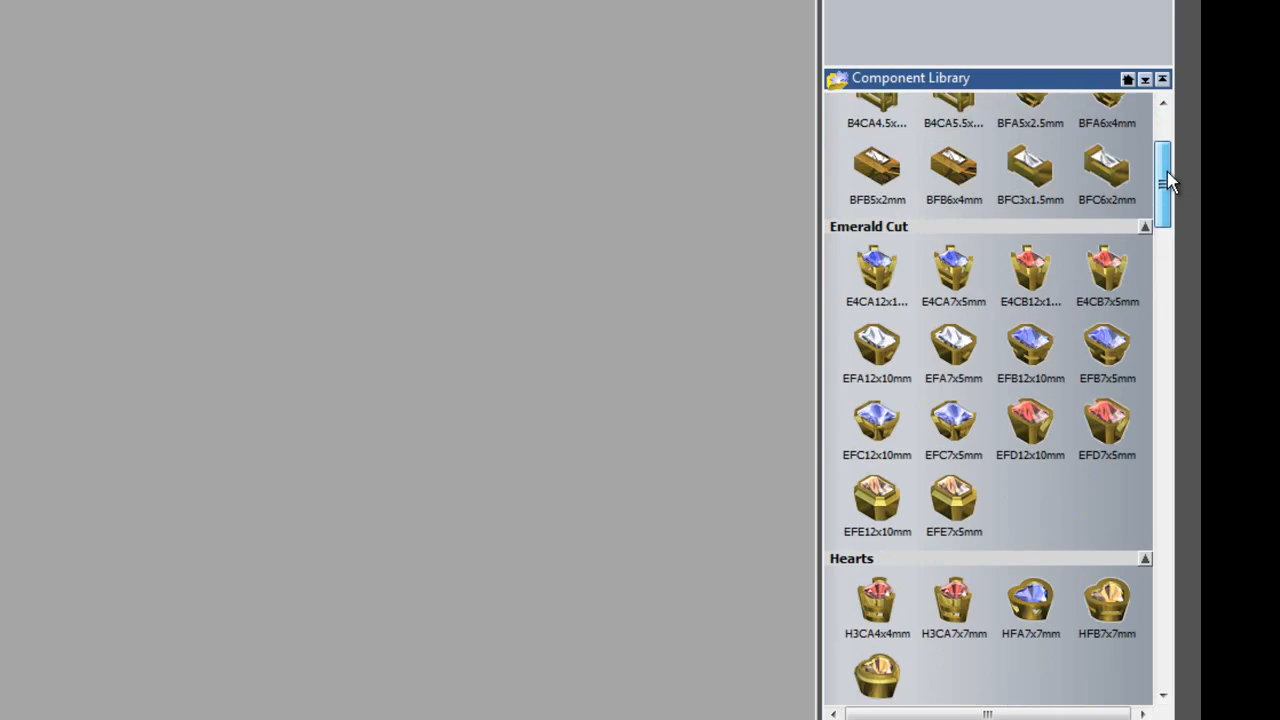 Component Library
B4CA4.5x... B4CA5.5x... BFA5x2.5mm BFA6x4mm
BFB5x2mm BFB6x4mm BFC3x1.5mm BFC6x2mm
Emerald Cut
E4CA12x1... E4CA7x5mm E4CB12x1... E4CB7x5mm
EFA12x10mm EFA7x5mm EFB12x10mm EFB7x5mm
EFC12x10mm EFC7x5mm EFD12x10mm EFD7x5mm
EFE12x10mm EFE7x5mm
Hearts
H3CA4x4mm H3CA7x7mm HFA7x7mm HFB7x7mm